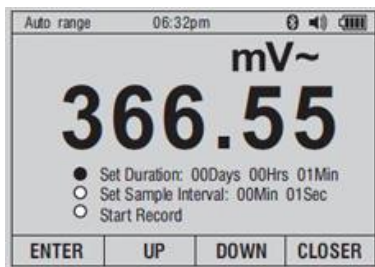 Auto range 06:32pm
mV~
366.55
Set Duration: 00Days 00Hrs 01Min
Set Sample Interval: 00Min 01Sec
Start Record
ENTER UP DOWN CLOSER